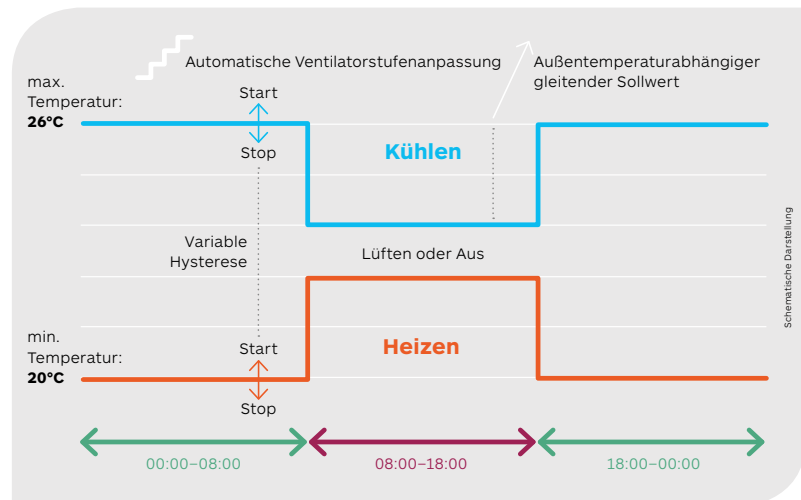 Automatische Ventilatorstufenanpassung
Außentemperaturabhängiger
gleitender Sollwert
max.
Temperatur:
26°C
Start
Stop
Kühlen
Variable
Hysterese
Lüften oder Aus
Schematische Darstellung
min.
Temperatur:
20°C
Start
Stop
Heizen
00:00–08:00
08:00–18:00
18:00–00:00